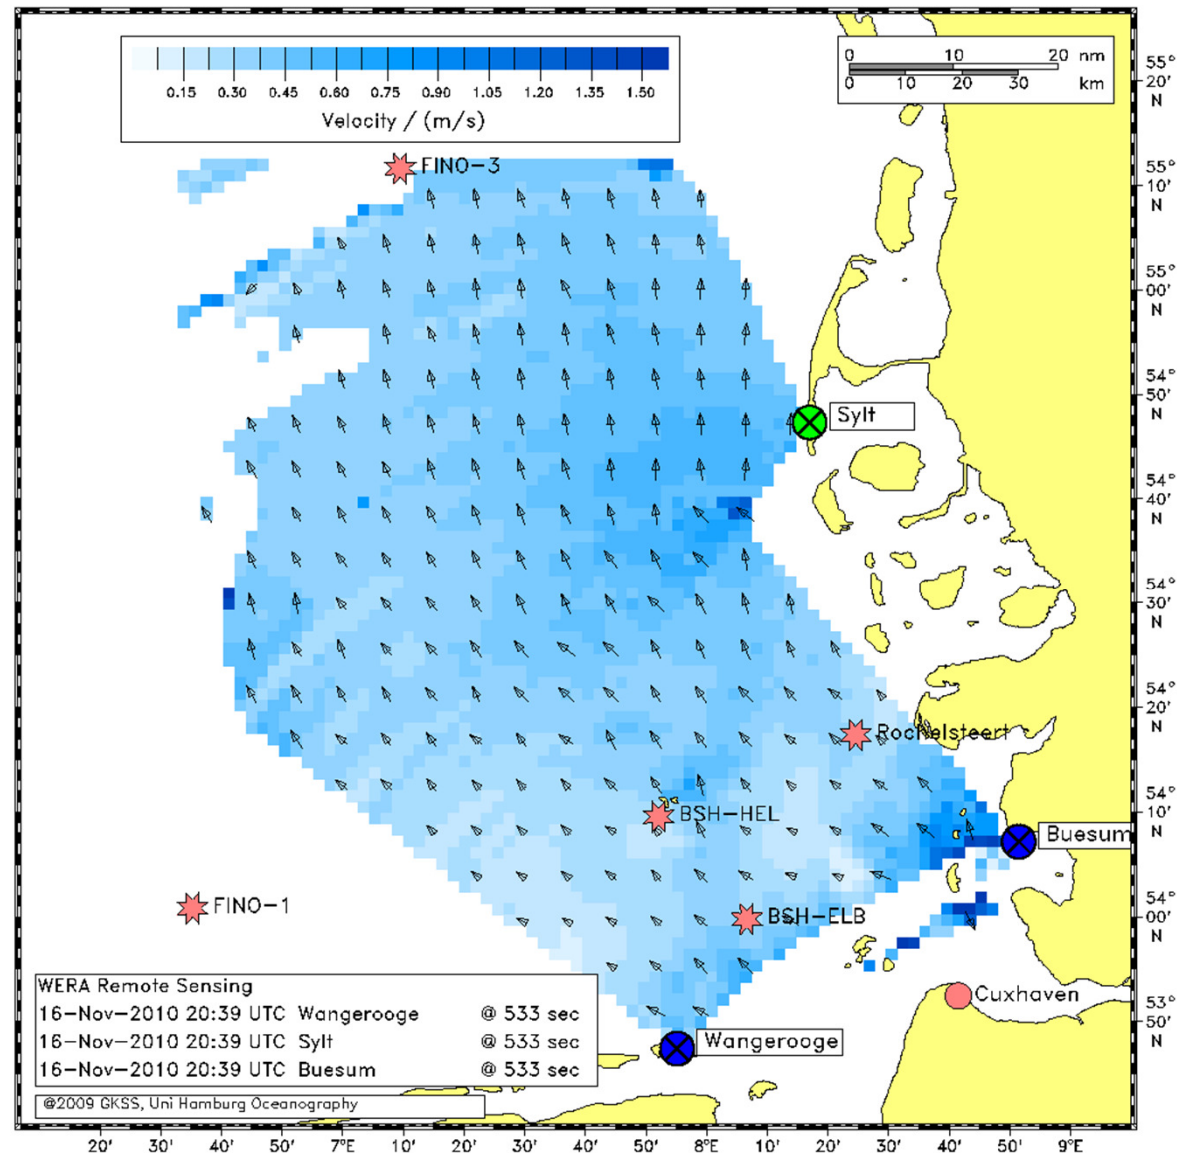 0 10 20 nm
0 10 20 30 km
0.15 0.30 0.45 0.60 0.75 0.90 1.05 1.20 1.35 1.50
Velocity / (m/s)
55° 20' N
FINO-3
55° 10' N
55° 00' N
54° 50' N
Sylt
54° 40' N
54° 30' N
54° 20' N
Rochelsteert
54° 10' N
BSH-HEL
Buesum
FINO-1
BSH-ELB
54° 00' N
WERA Remote Sensing
16-Nov-2010 20:39 UTC Wangerooge @ 533 sec
16-Nov-2010 20:39 UTC Sylt @ 533 sec
16-Nov-2010 20:39 UTC Buesum @ 533 sec
Cuxhaven
53° 50' N
Wangerooge
@2009 GKSS, Uni Hamburg Oceanography
20' 30' 40' 50' 7°E 10' 20' 30' 40' 50' 8°E 10' 20' 30' 40' 50' 9°E